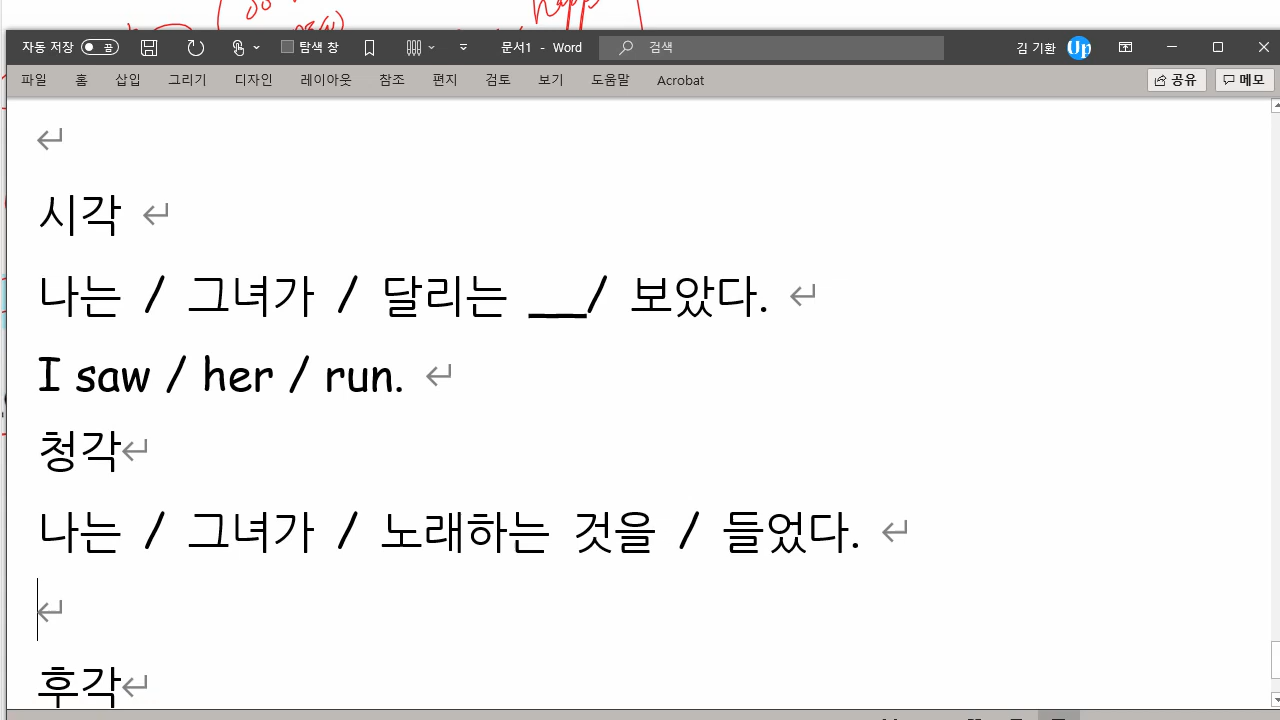 자동 저장 끔 탐색 창 문서1 - Word 검색 김 기환 Up
파일 홈 삽입 그리기 디자인 레이아웃 참조 편지 검토 보기 도움말 Acrobat 공유 메모
시각
나는 / 그녀가 / 달리는 __/ 보았다.
I saw / her / run.
청각
나는 / 그녀가 / 노래하는 것을 / 들었다.
후각